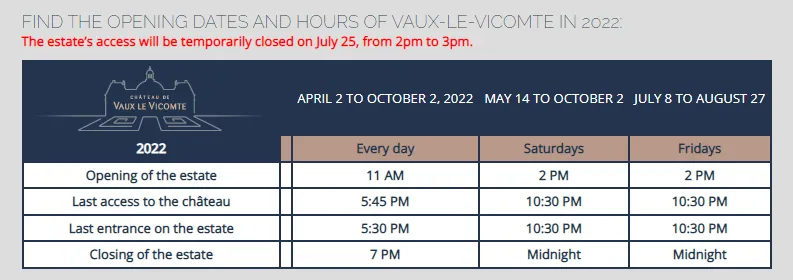 FIND THE OPENING DATES AND HOURS OF VAUX-LE-VICOMTE IN 2022:
The estate's access will be temporarily closed on July 25, from 2pm to 3pm.
CHÂTEAU DE
VAUX LE VICOMTE
APRIL 2 TO OCTOBER 2, 2022 MAY 14 TO OCTOBER 2 JULY 8 TO AUGUST 27
2022 Every day Saturdays Fridays
Opening of the estate 11 AM 2 PM 2 PM
Last access to the château 5:45 PM 10:30 PM 10:30 PM
Last entrance on the estate 5:30 PM 10:30 PM 10:30 PM
Closing of the estate 7 PM Midnight Midnight